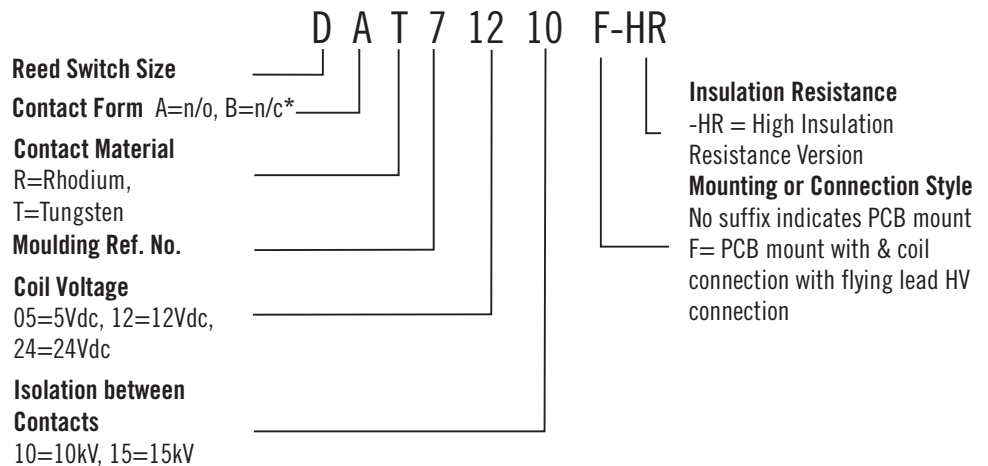 D A T 7 12 10 F-HR
Reed Switch Size
Contact Form A=n/o, B=n/c*
Contact Material
R=Rhodium,
T=Tungsten
Moulding Ref. No.
Coil Voltage
05=5Vdc, 12=12Vdc,
24=24Vdc
Isolation between
Contacts
10=10kV, 15=15kV
Insulation Resistance
-HR = High Insulation
Resistance Version
Mounting or Connection Style
No suffix indicates PCB mount
F= PCB mount with & coil
connection with flying lead HV
connection